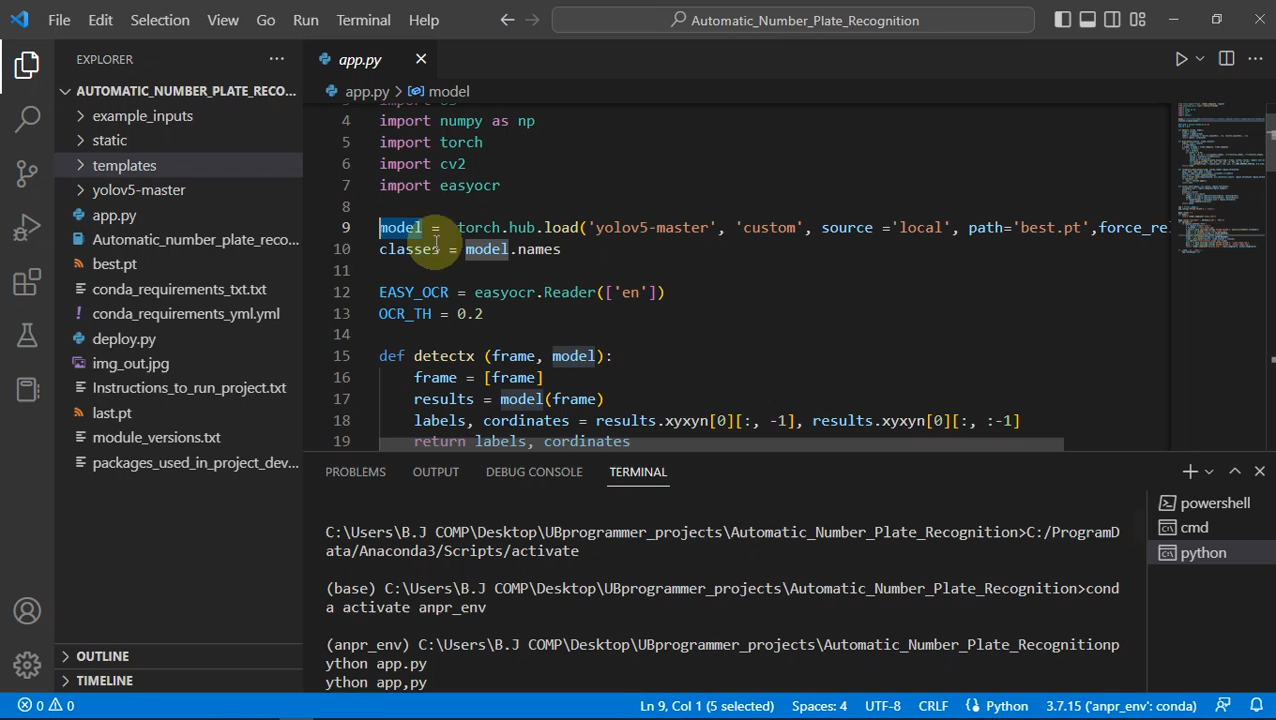 File Edit Selection View Go Run Terminal Help
Automatic_Number_Plate_Recognition
EXPLORER
AUTOMATIC_NUMBER_PLATE_RECO...
example_inputs
static
templates
yolov5-master
app.py
Automatic_number_plate_reco...
best.pt
conda_requirements_txt.txt
conda_requirements_yml.yml
deploy.py
img_out.jpg
Instructions_to_run_project.txt
last.pt
module_versions.txt
packages_used_in_project_dev...
OUTLINE
TIMELINE
app.py
app.py > model
4 import numpy as np
5 import torch
6 import cv2
7 import easyocr
8
9 model = torch.hub.load('yolov5-master', 'custom', source ='local', path='best.pt',force_re
10 classes = model.names
11
12 EASY_OCR = easyocr.Reader(['en'])
13 OCR_TH = 0.2
14
15 def detectx (frame, model):
16 frame = [frame]
17 results = model(frame)
18 labels, cordinates = results.xyxyn[0][:, -1], results.xyxyn[0][:, :-1]
19 return labels, cordinates
PROBLEMS OUTPUT DEBUG CONSOLE TERMINAL
C:\Users\B.J COMP\Desktop\UBprogrammer_projects\Automatic_Number_Plate_Recognition>C:/ProgramD
ata/Anaconda3/Scripts/activate
(base) C:\Users\B.J COMP\Desktop\UBprogrammer_projects\Automatic_Number_Plate_Recognition>cond
a activate anpr_env
(anpr_env) C:\Users\B.J COMP\Desktop\UBprogrammer_projects\Automatic_Number_Plate_Recognitionp
python app.py
python app,py
powershell
cmd
python
0 0
Ln 9, Col 1 (5 selected) Spaces: 4 UTF-8 CRLF Python 3.7.15 ('anpr_env': conda)